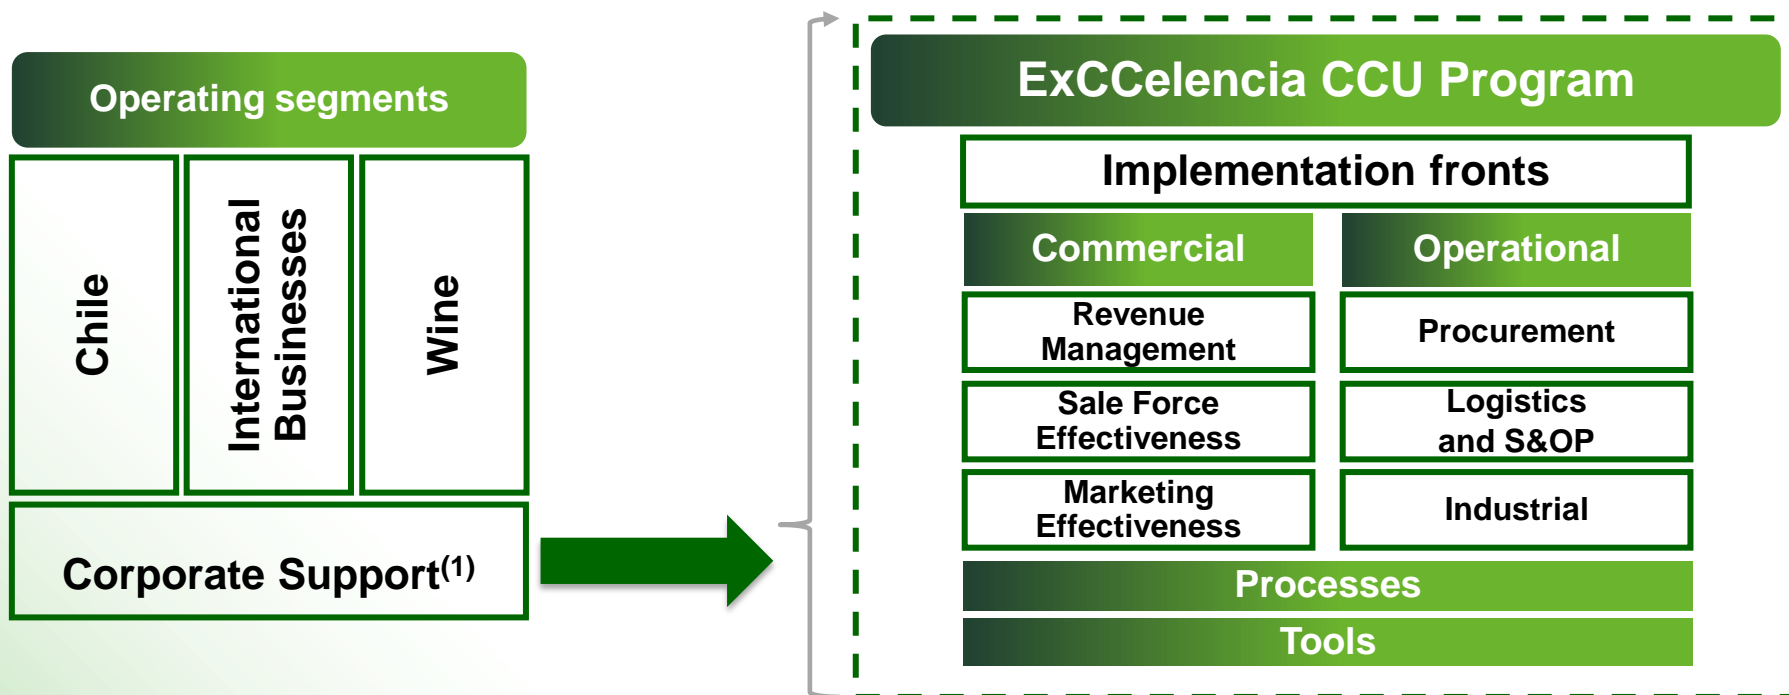 Operating segments
Chile
International
Businesses
Wine
Corporate Support(1)
ExCCelencia CCU Program
Implementation fronts
Commercial
Operational
Revenue
Management
Procurement
Sale Force
Effectiveness
Logistics
and S&OP
Marketing
Effectiveness
Industrial
Processes
Tools